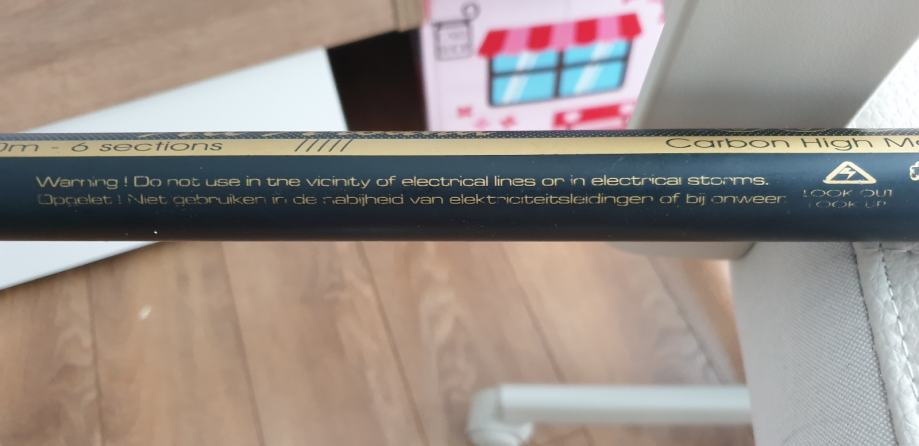 0m - 6 sections
Carbon High M
Warning ! Do not use in the vicinity of electrical lines or in electrical storms.
Opgelet ! Niet gebruiken in de nabijheid van elektriciteitsleidingen of bij onweer.
LOOK OUT
LOOK UP